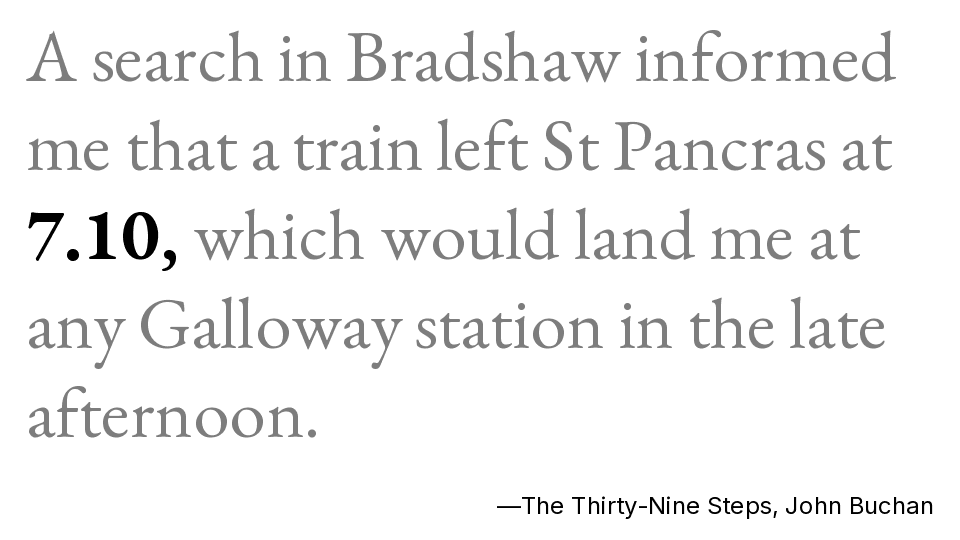 A search in Bradshaw informed
me that a train left St Pancras at
7.10, which would land me at
any Galloway station in the late
afternoon.
—The Thirty-Nine Steps, John Buchan